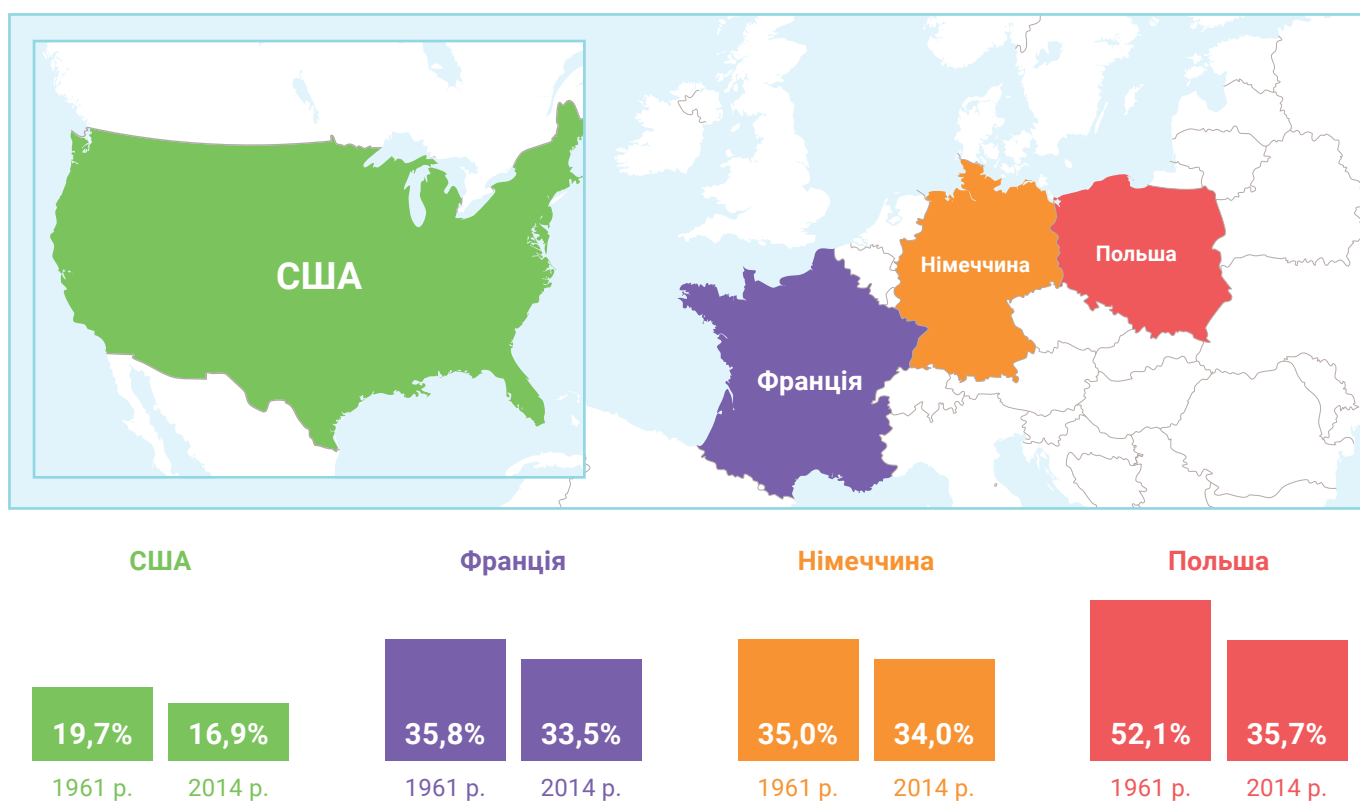 США
Німеччина
Польша
Франція
США
Франція
Німеччина
Польша
19,7%
16,9%
35,8%
33,5%
35,0%
34,0%
52,1%
35,7%
1961 р.
2014 р.
1961 р.
2014 р.
1961 р.
2014 р.
1961 р.
2014 р.